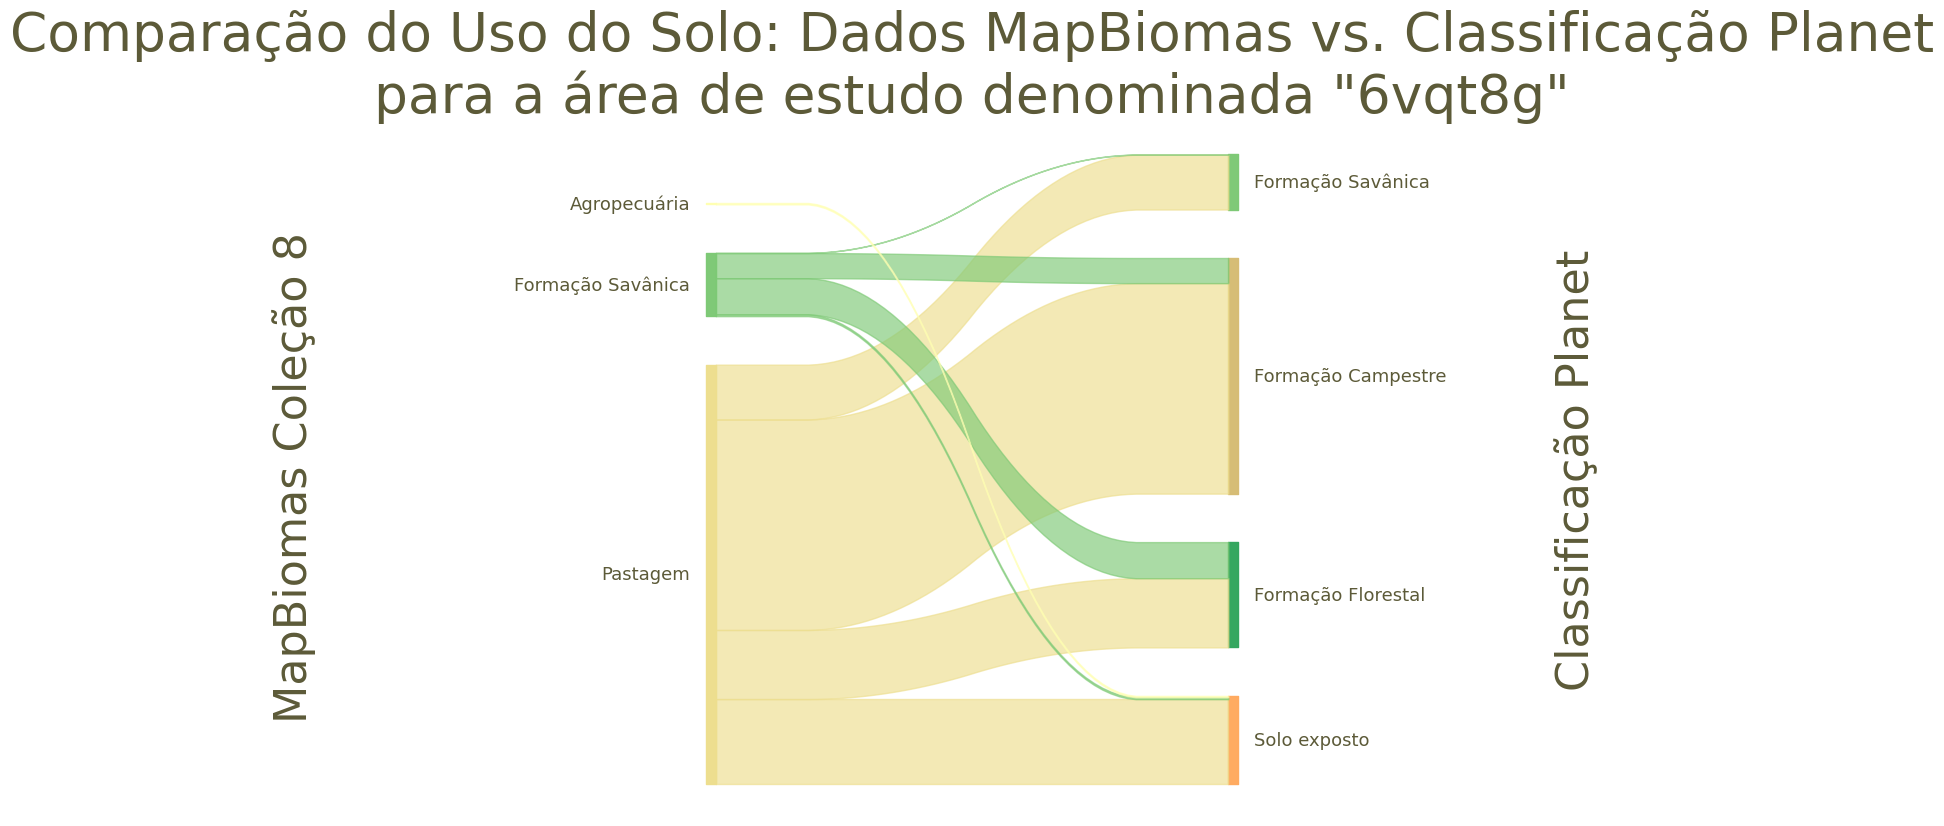 Comparação do Uso do Solo: Dados MapBiomas vs. Classificação Planet
para a área de estudo denominada "6vqt8g"
MapBiomas Coleção 8
Agropecuária
Formação Savânica
Pastagem
Formação Savânica
Formação Campestre
Formação Florestal
Solo exposto
Classificação Planet